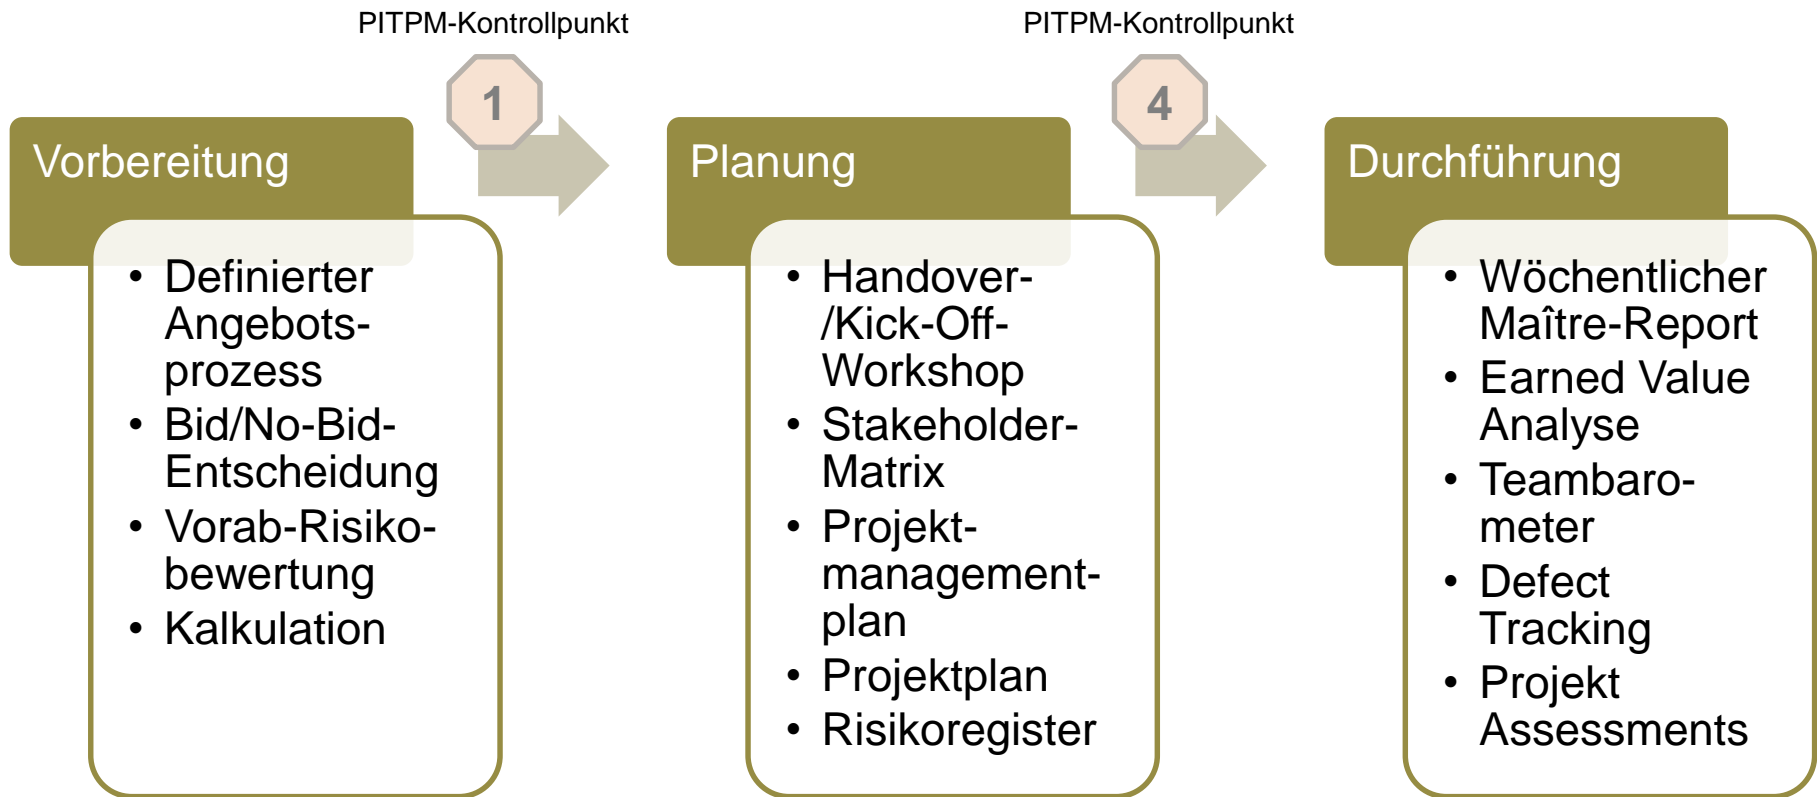 PITPM-Kontrollpunkt
PITPM-Kontrollpunkt
1
4
Vorbereitung
• Definierter
Angebots-
prozess
• Bid/No-Bid-
Entscheidung
• Vorab-Risiko-
bewertung
• Kalkulation
Planung
• Handover-
/Kick-Off-
Workshop
• Stakeholder-
Matrix
• Projekt-
management-
plan
• Projektplan
• Risikoregister
Durchführung
• Wöchentlicher
Maître-Report
• Earned Value
Analyse
• Teambaro-
meter
• Defect
Tracking
• Projekt
Assessments